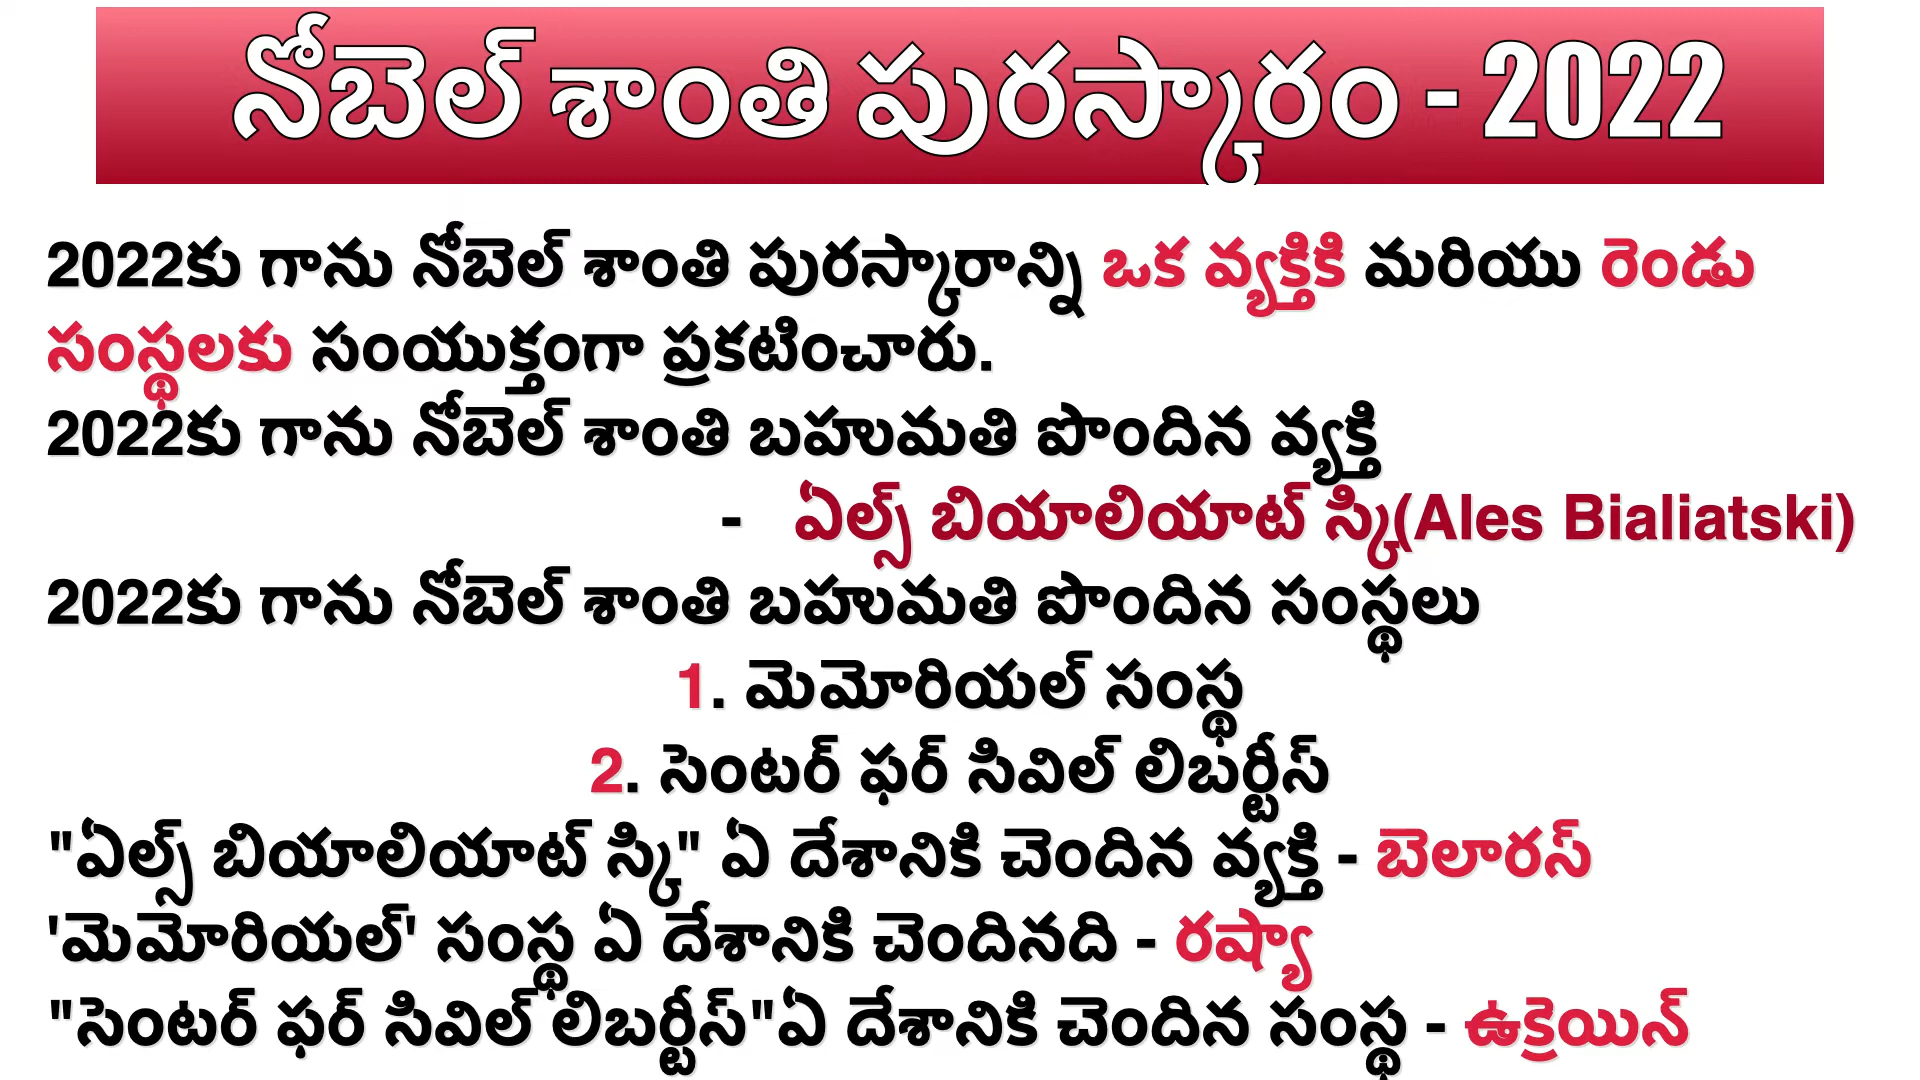 నోబెల్ శాంతి పురస్కారం - 2022
2022కు గాను నోబెల్ శాంతి పురస్కారాన్ని ఒక వ్యక్తికి మరియు రెండు
సంస్థలకు సంయుక్తంగా ప్రకటించారు.
2022కు గాను నోబెల్ శాంతి బహుమతి పొందిన వ్యక్తి
- ఏల్స్ బియాలియాట్ స్కి(Ales Bialiatski)
2022కు గాను నోబెల్ శాంతి బహుమతి పొందిన సంస్థలు
1. మెమోరియల్ సంస్థ
2. సెంటర్ ఫర్ సివిల్ లిబర్టీస్
"ఏల్స్ బియాలియాట్ స్కి" ఏ దేశానికి చెందిన వ్యక్తి - బెలారస్
'మెమోరియల్' సంస్థ ఏ దేశానికి చెందినది - రష్యా
"సెంటర్ ఫర్ సివిల్ లిబర్టీస్"ఏ దేశానికి చెందిన సంస్థ - ఉక్రెయిన్